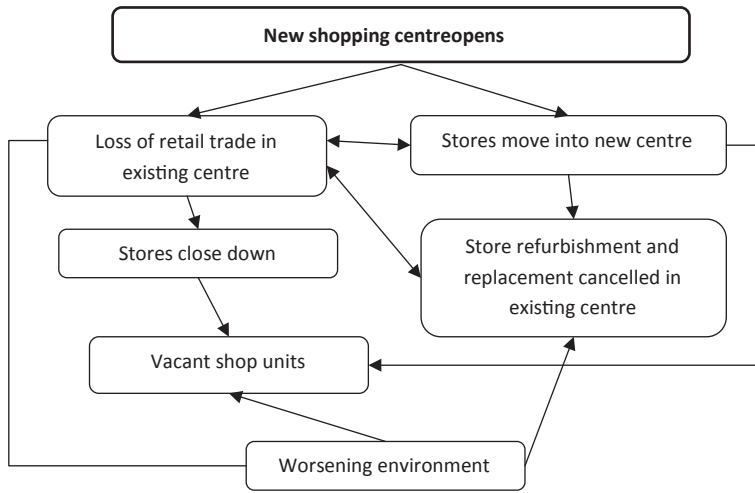 New shopping centreopens
Loss of retail trade in
existing centre
Stores move into new centre
Stores close down
Store refurbishment and
replacement cancelled in
existing centre
Vacant shop units
Worsening environment